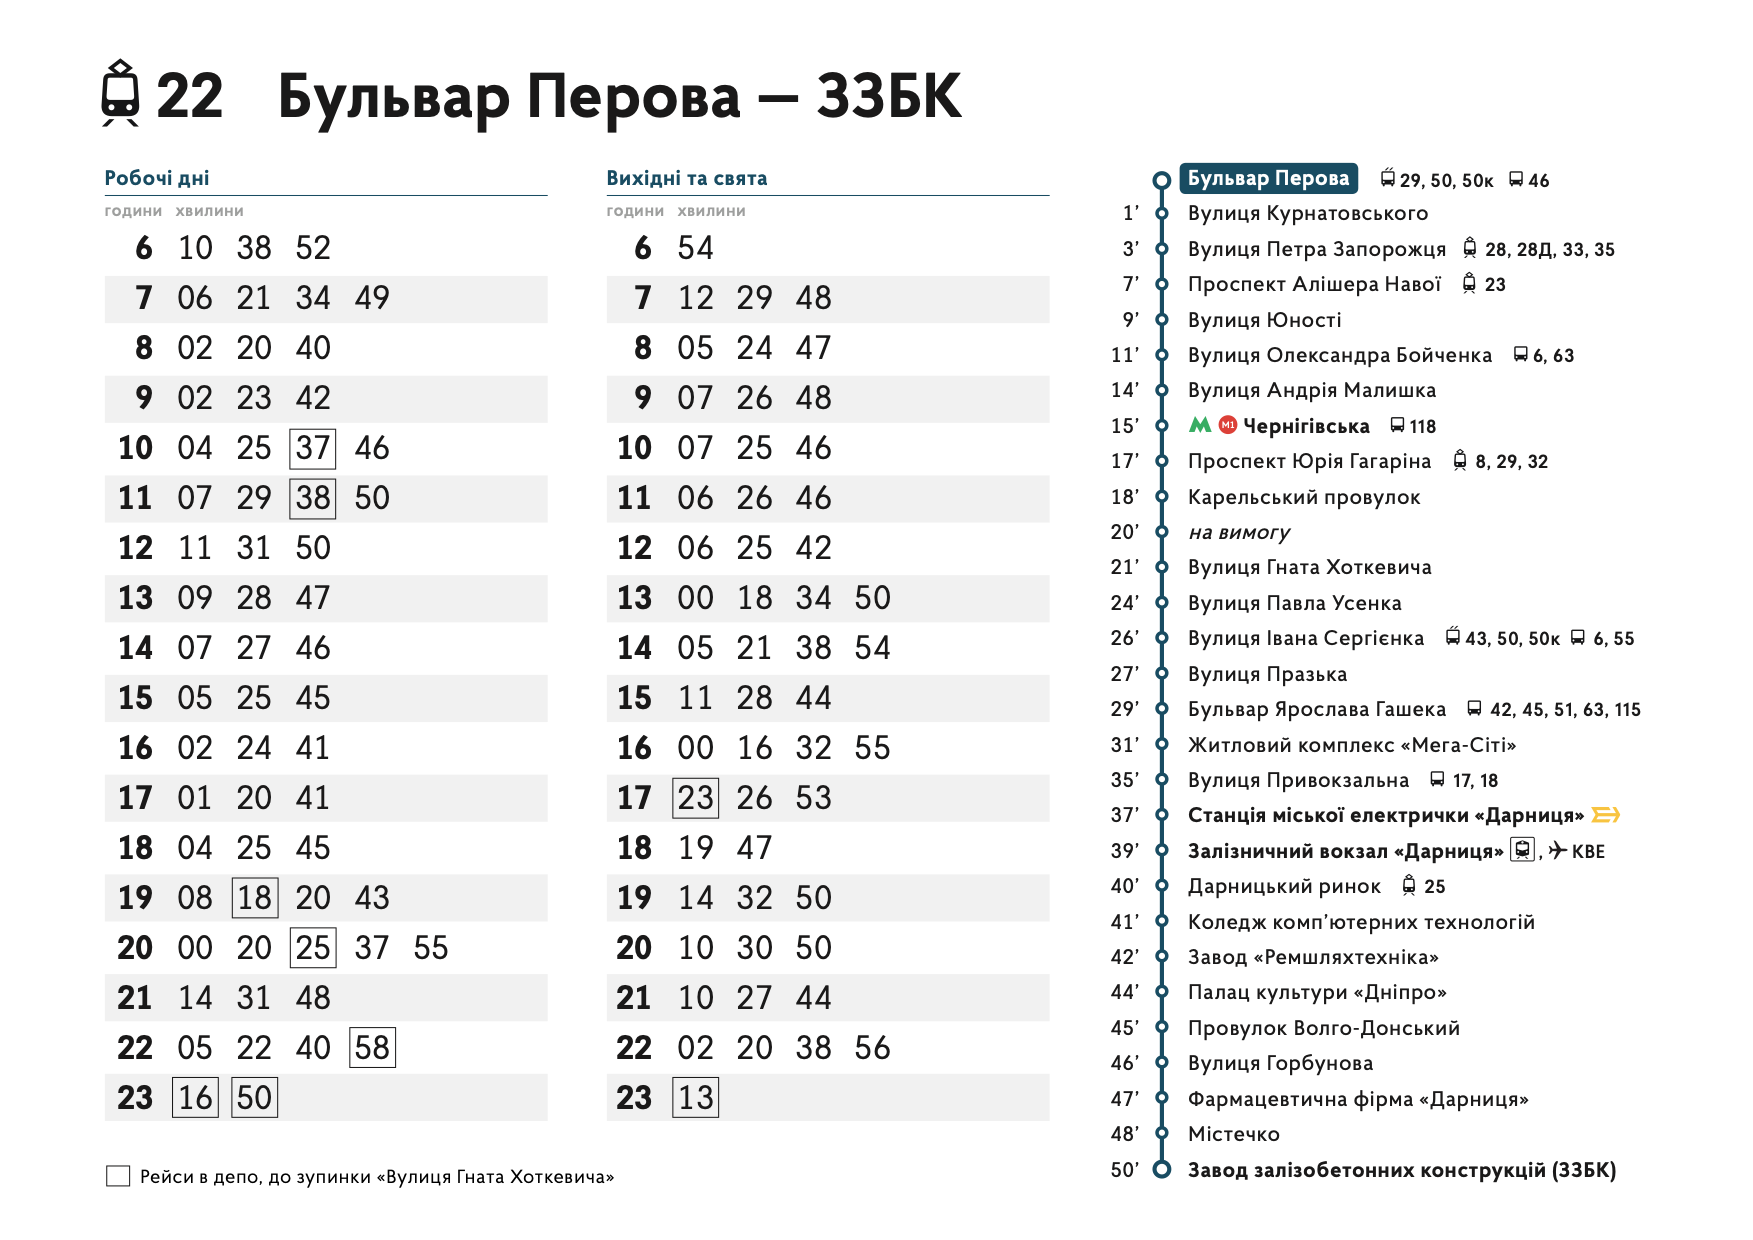 22 Бульвар Перова — ЗЗБК
Робочі дні
години хвилини
6 10 38 52
7 06 21 34 49
8 02 20 40
9 02 23 42
10 04 25 37 46
11 07 29 38 50
12 11 31 50
13 09 28 47
14 07 27 46
15 05 25 45
16 02 24 41
17 01 20 41
18 04 25 45
19 08 18 20 43
20 00 20 25 37 55
21 14 31 48
22 05 22 40 58
23 16 50
Рейси в депо, до зупинки «Вулиця Гната Хоткевича»
Вихідні та свята
години хвилини
6 54
7 12 29 48
8 05 24 47
9 07 26 48
10 07 25 46
11 06 26 46
12 06 25 42
13 00 18 34 50
14 05 21 38 54
15 11 28 44
16 00 16 32 55
17 23 26 53
18 19 47
19 14 32 50
20 10 30 50
21 10 27 44
22 02 20 38 56
23 13
Бульвар Перова 29, 50, 50к 46
1’ Вулиця Курнатовського
3’ Вулиця Петра Запорожця 28, 28Д, 33, 35
7’ Проспект Алішера Навої 23
9’ Вулиця Юності
11’ Вулиця Олександра Бойченка 6, 63
14’ Вулиця Андрія Малишка
15’ М М1 Чернігівська 118
17’ Проспект Юрія Гагаріна 8, 29, 32
18’ Карельський провулок
20’ на вимогу
21’ Вулиця Гната Хоткевича
24’ Вулиця Павла Усенка
26’ Вулиця Івана Сергієнка 43, 50, 50к 6, 55
27’ Вулиця Празька
29’ Бульвар Ярослава Гашека 42, 45, 51, 63, 115
31’ Житловий комплекс «Мега-Сіті»
35’ Вулиця Привокзальна 17, 18
37’ Станція міської електрички «Дарниця»
39’ Залізничний вокзал «Дарниця» , КВЕ
40’ Дарницький ринок 25
41’ Коледж комп’ютерних технологій
42’ Завод «Ремшляхтехніка»
44’ Палац культури «Дніпро»
45’ Провулок Волго-Донський
46’ Вулиця Горбунова
47’ Фармацевтична фірма «Дарниця»
48’ Містечко
50’ Завод залізобетонних конструкцій (ЗЗБК)